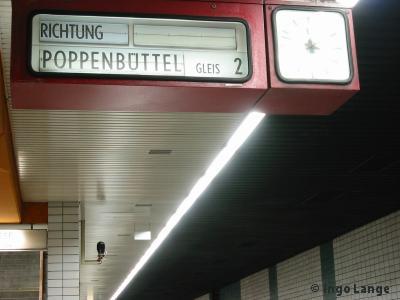 RICHTUNG
POPPENBÜTTEL GLEIS 2
© Ingo Lange